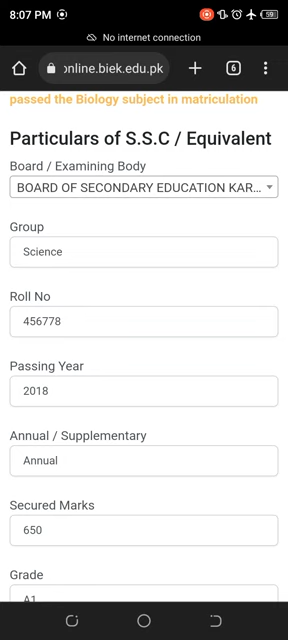 8:07 PM
59
No internet connection
online.biek.edu.pk
6
passed the Biology subject in matriculation
Particulars of S.S.C / Equivalent
Board / Examining Body
BOARD OF SECONDARY EDUCATION KAR...
Group
Science
Roll No
456778
Passing Year
2018
Annual / Supplementary
Annual
Secured Marks
650
Grade
A1